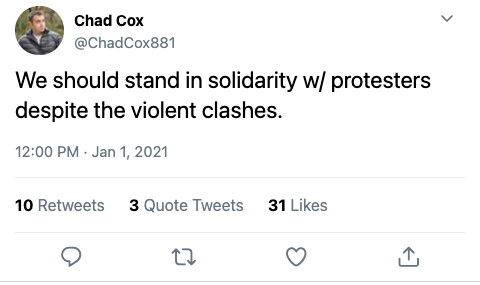 Chad Cox
@ChadCox881
We should stand in solidarity w/ protesters
despite the violent clashes.
12:00 PM · Jan 1, 2021
10 Retweets 3 Quote Tweets 31 Likes